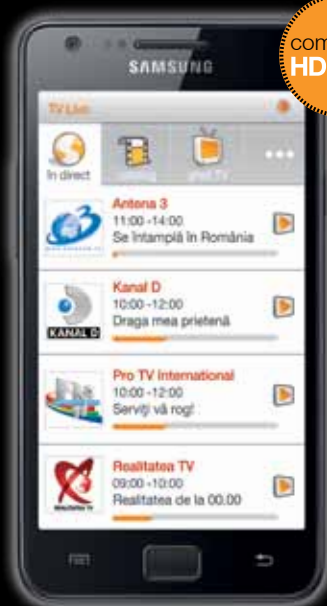 com
HD
SAMSUNG
TV Live
în direct
Antena 3
11:00 -14:00
Se întamplă în România
Kanal D
10:00 -12:00
Draga mea prietenă
KANAL D
Pro TV International
10:00 -12:00
Serviţi vă rog!
Realitatea TV
09:00 -10:00
Realitatea de la 00.00